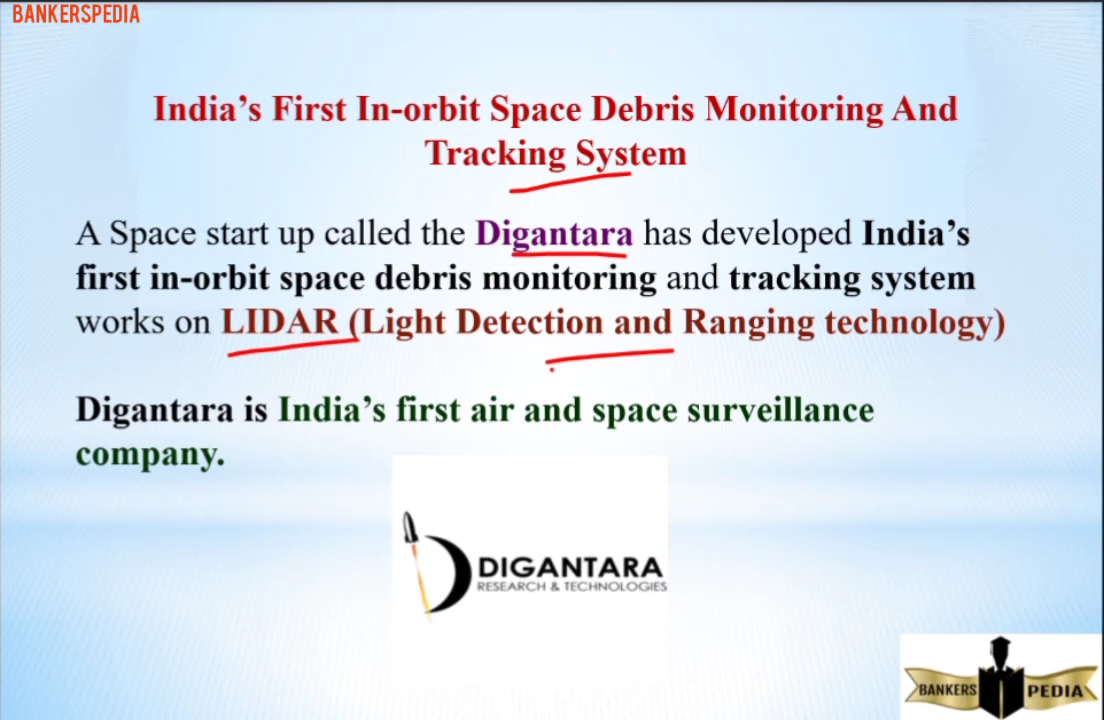 BANKERSPEDIA
India’s First In-orbit Space Debris Monitoring And
Tracking System
A Space start up called the Digantara has developed India’s
first in-orbit space debris monitoring and tracking system
works on LIDAR (Light Detection and Ranging technology)
Digantara is India’s first air and space surveillance
company.
DIGANTARA
RESEARCH & TECHNOLOGIES
BANKERS PEDIA